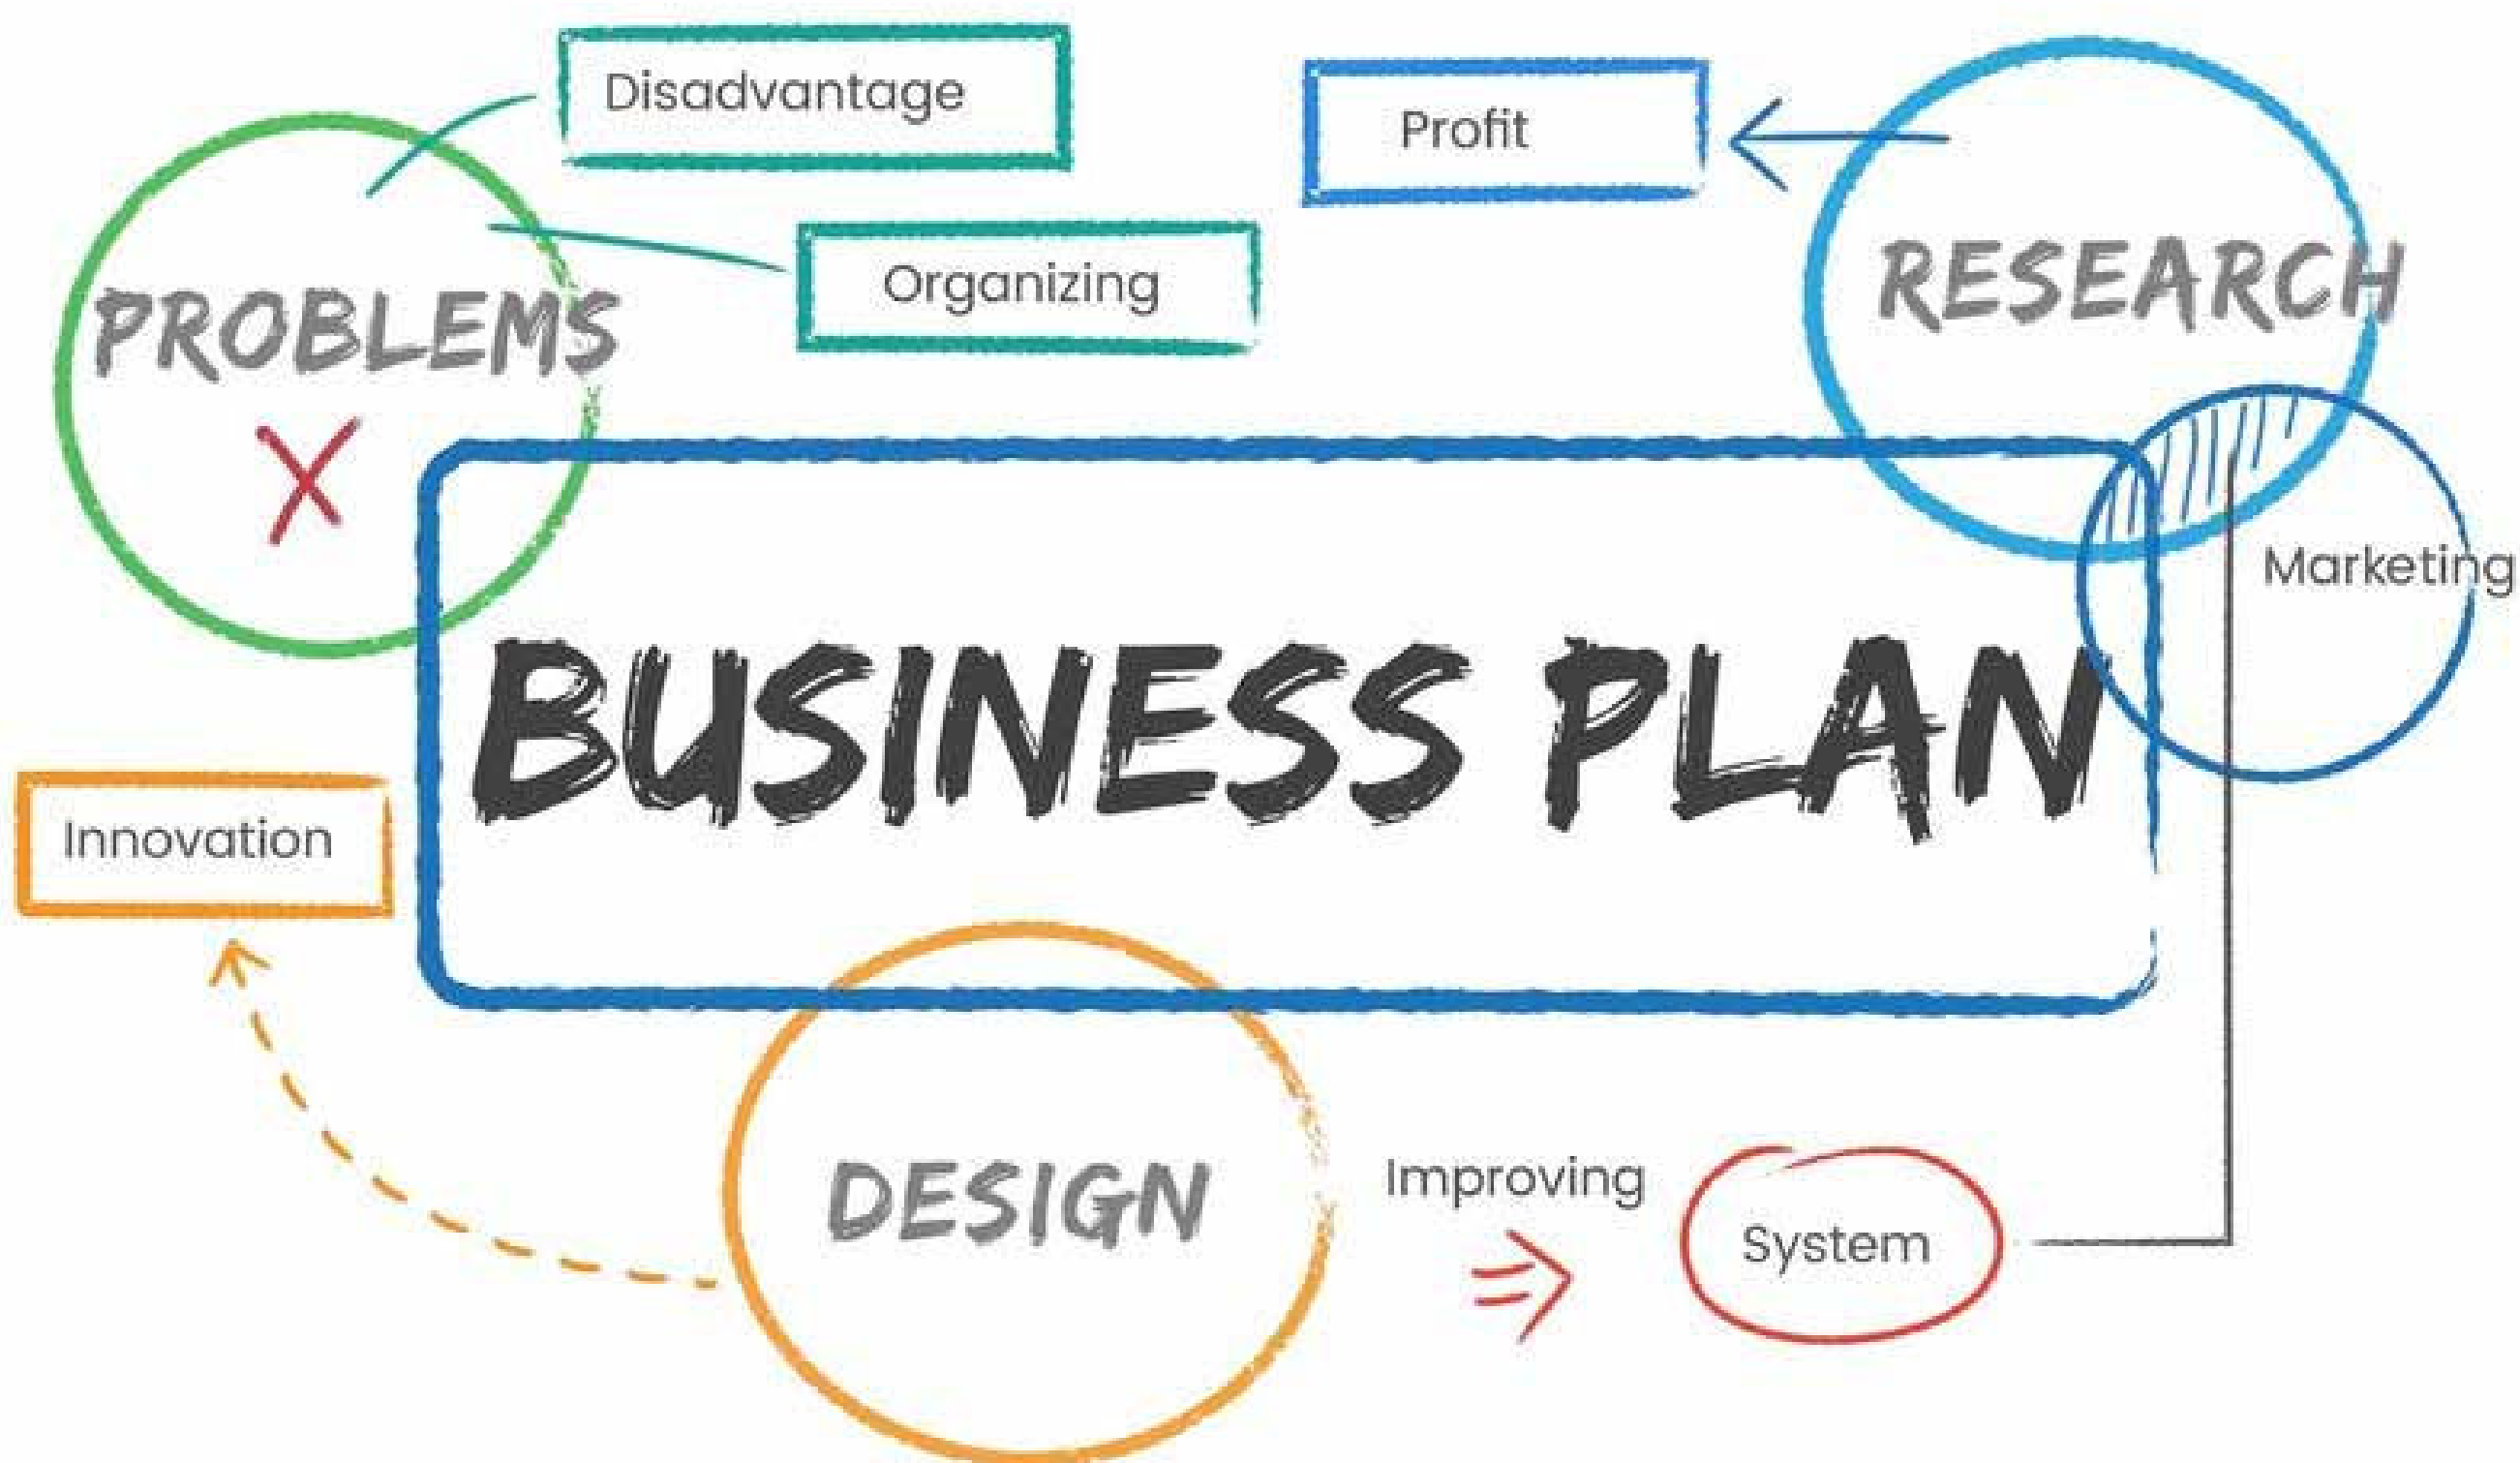 Disadvantage
Profit
Organizing
RESEARCH
PROBLEMS
Marketing
BUSINESS PLAN
Innovation
DESIGN
Improving
System